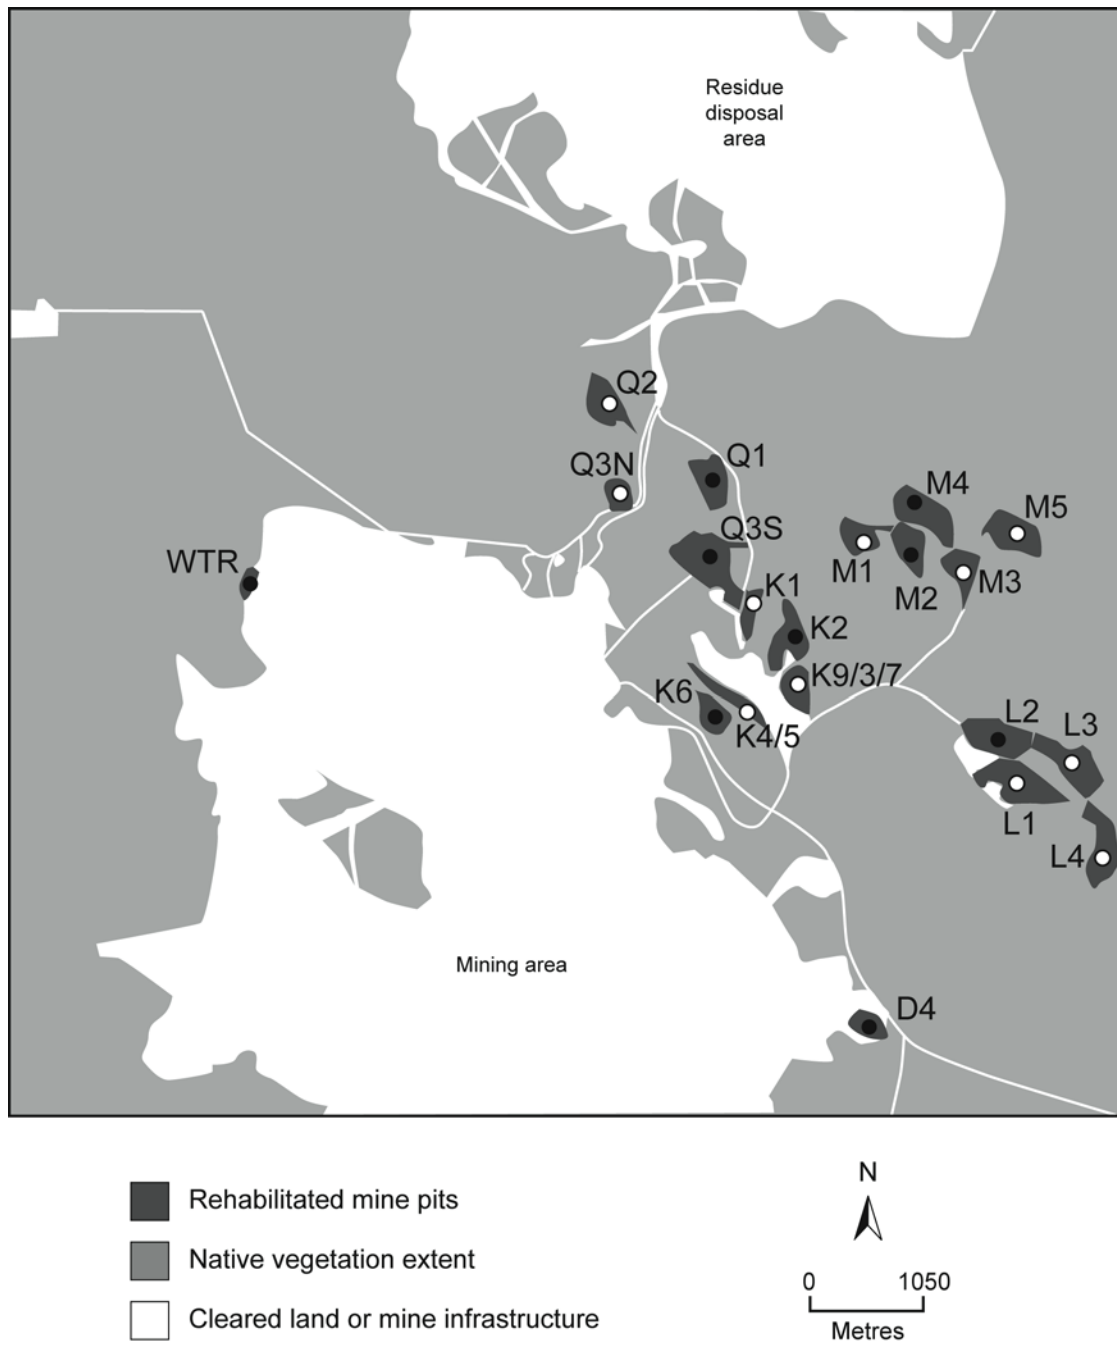 Residue
disposal
area
Q2
Q1
Q3N
M4
M5
Q3S
WTR
M1
K1
M2
M3
K2
K9/3/7
K6
K4/5
L2
L3
L1
L4
Mining area
D4
N
Rehabilitated mine pits
Native vegetation extent
0 1050
Cleared land or mine infrastructure
Metres